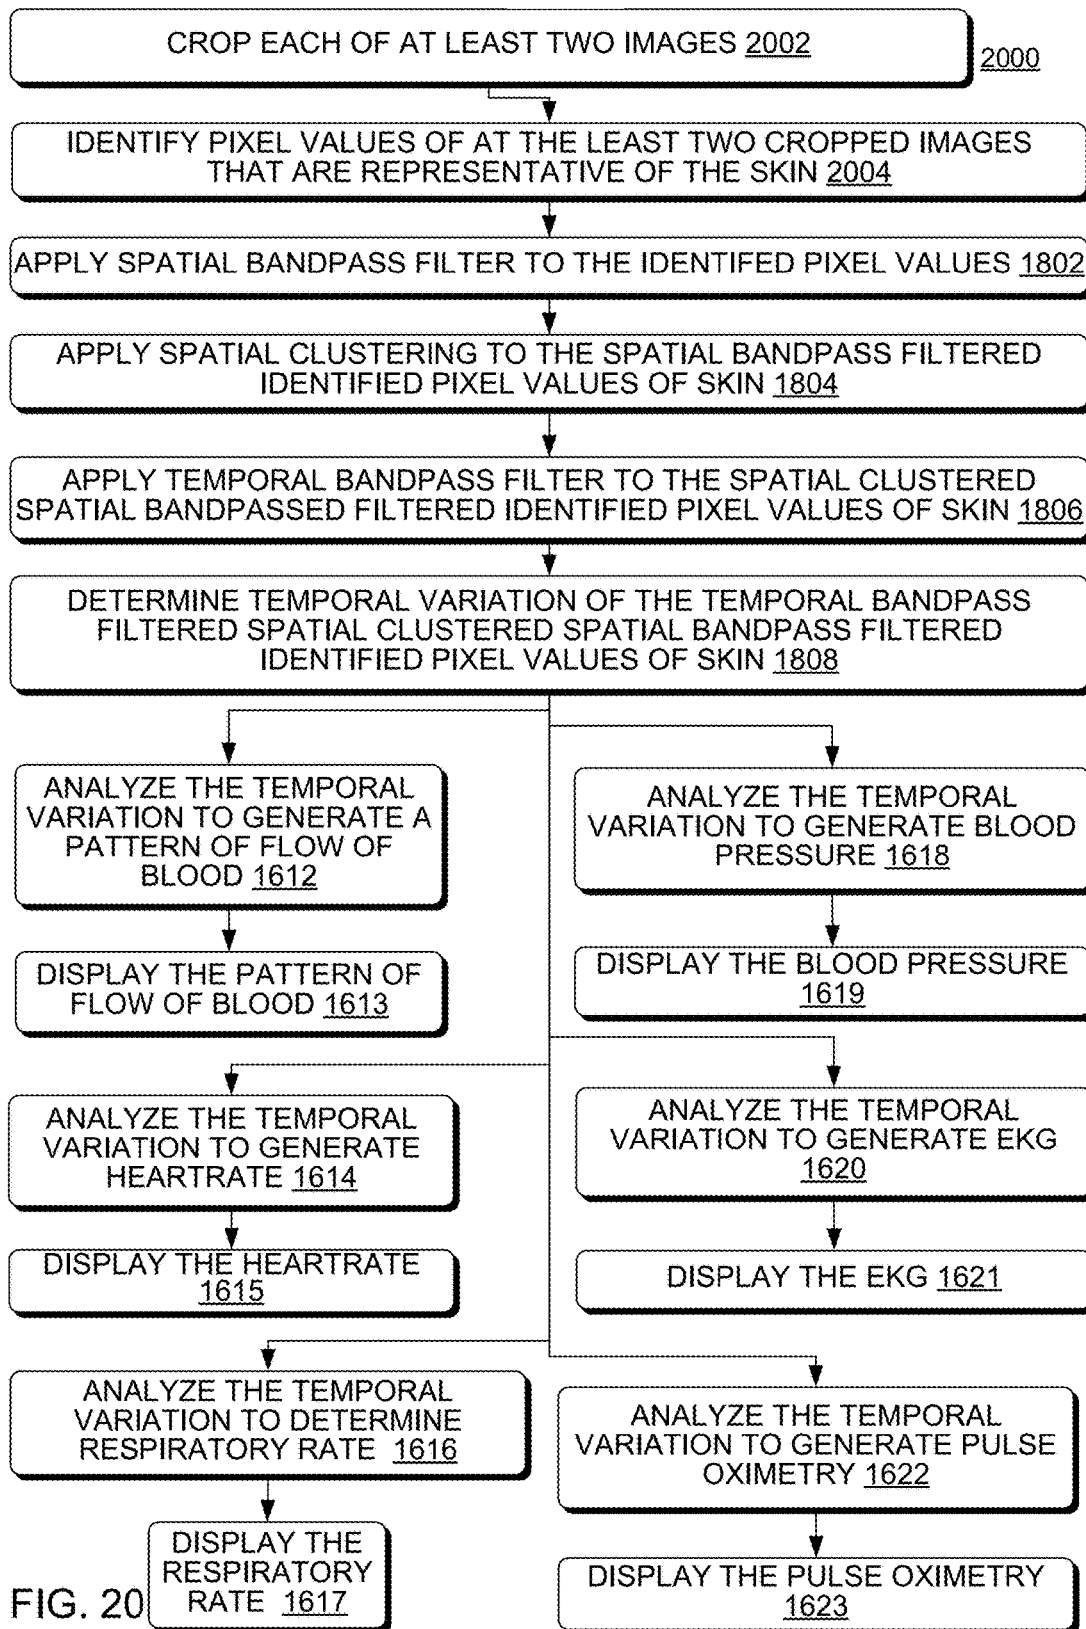 CROP EACH OF AT LEAST TWO IMAGES 2002
2000
IDENTIFY PIXEL VALUES OF AT THE LEAST TWO CROPPED IMAGES
THAT ARE REPRESENTATIVE OF THE SKIN 2004
APPLY SPATIAL BANDPASS FILTER TO THE IDENTIFED PIXEL VALUES 1802
APPLY SPATIAL CLUSTERING TO THE SPATIAL BANDPASS FILTERED
IDENTIFIED PIXEL VALUES OF SKIN 1804
APPLY TEMPORAL BANDPASS FILTER TO THE SPATIAL CLUSTERED
SPATIAL BANDPASSED FILTERED IDENTIFIED PIXEL VALUES OF SKIN 1806
DETERMINE TEMPORAL VARIATION OF THE TEMPORAL BANDPASS
FILTERED SPATIAL CLUSTERED SPATIAL BANDPASS FILTERED
IDENTIFIED PIXEL VALUES OF SKIN 1808
ANALYZE THE TEMPORAL
VARIATION TO GENERATE A
PATTERN OF FLOW OF
BLOOD 1612
DISPLAY THE PATTERN OF
FLOW OF BLOOD 1613
ANALYZE THE TEMPORAL
VARIATION TO GENERATE BLOOD
PRESSURE 1618
DISPLAY THE BLOOD PRESSURE
1619
ANALYZE THE TEMPORAL
VARIATION TO GENERATE
HEARTRATE 1614
DISPLAY THE HEARTRATE
1615
ANALYZE THE TEMPORAL
VARIATION TO GENERATE EKG
1620
DISPLAY THE EKG 1621
ANALYZE THE TEMPORAL
VARIATION TO DETERMINE
RESPIRATORY RATE 1616
DISPLAY THE
RESPIRATORY
RATE 1617
ANALYZE THE TEMPORAL
VARIATION TO GENERATE PULSE
OXIMETRY 1622
DISPLAY THE PULSE OXIMETRY
1623
FIG. 20